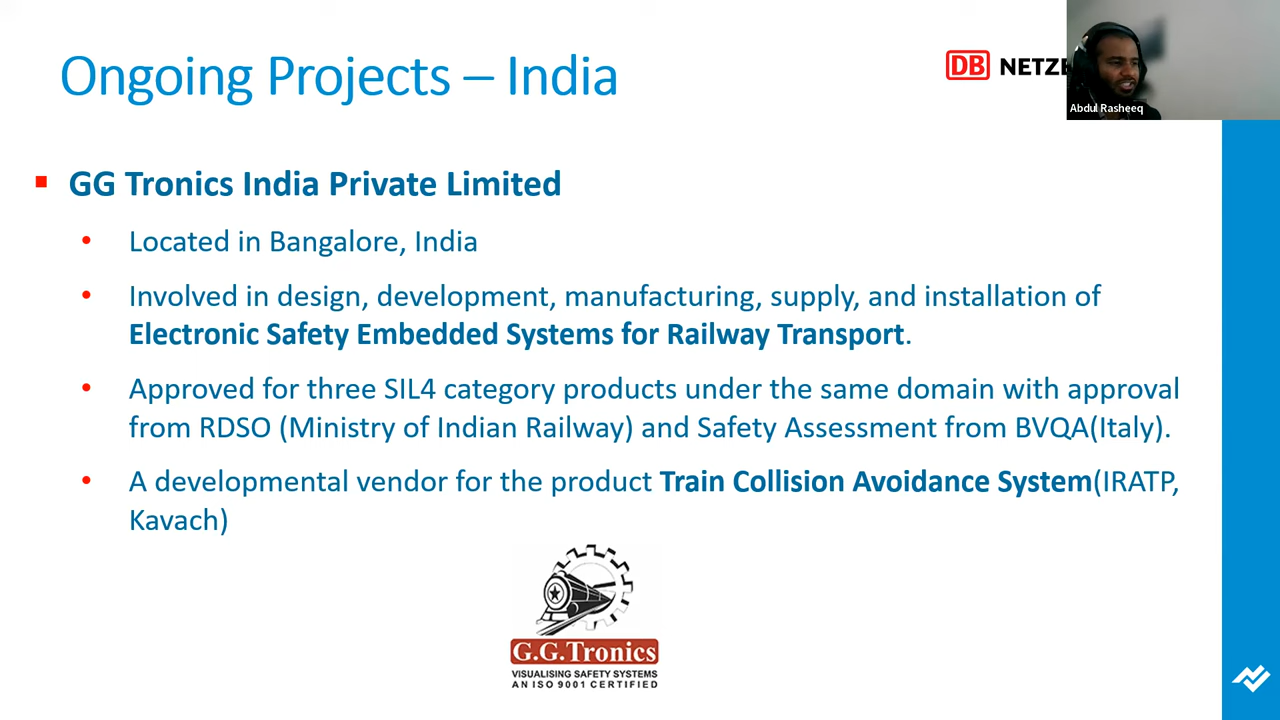 Ongoing Projects – India
DB NETZE
Abdul Rasheeq
GG Tronics India Private Limited
Located in Bangalore, India
Involved in design, development, manufacturing, supply, and installation of
Electronic Safety Embedded Systems for Railway Transport.
Approved for three SIL4 category products under the same domain with approval
from RDSO (Ministry of Indian Railway) and Safety Assessment from BVQA(Italy).
A developmental vendor for the product Train Collision Avoidance System(IRATP,
Kavach)
G.G.Tronics
VISUALISING SAFETY SYSTEMS
AN ISO 9001 CERTIFIED